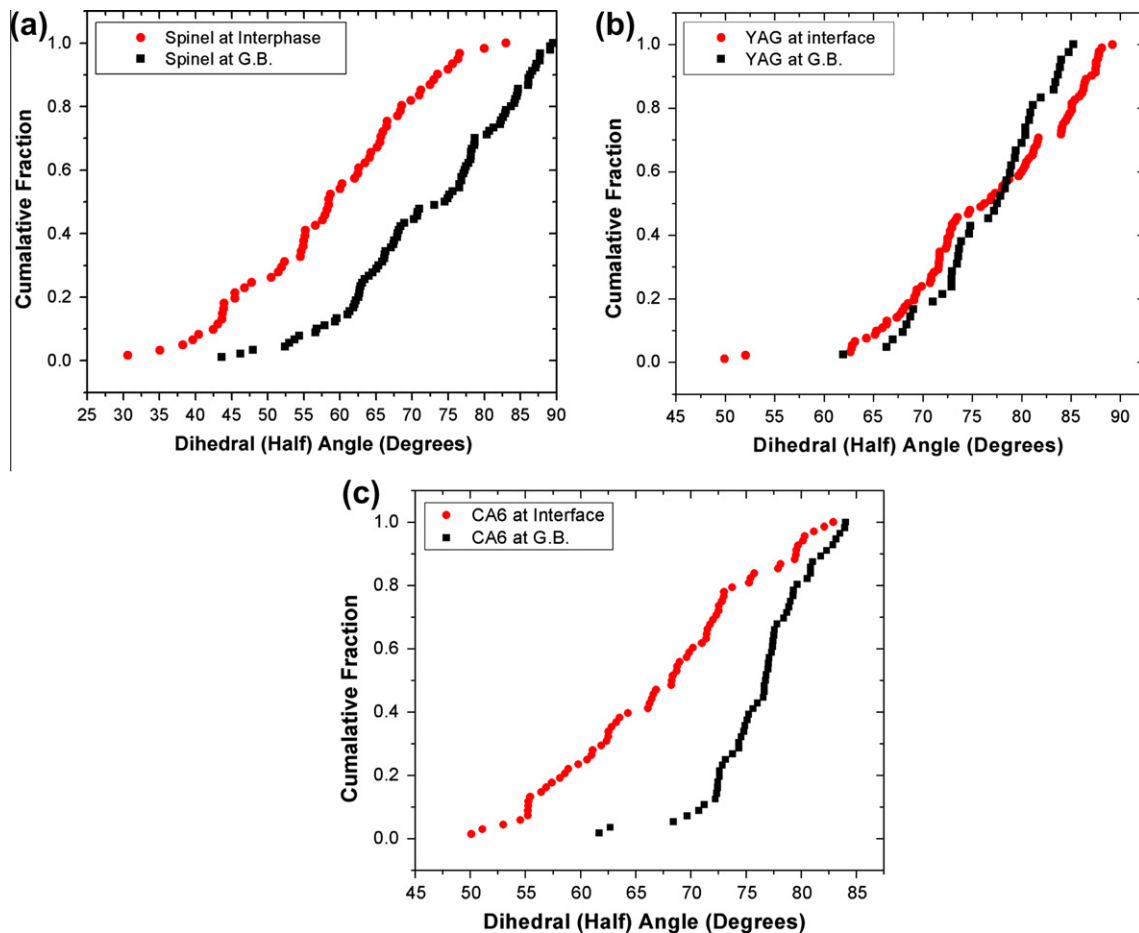 (a)
Spinel at Interphase
Spinel at G.B.
Cumalative Fraction
1.0
0.8
0.6
0.4
0.2
0.0
25 30 35 40 45 50 55 60 65 70 75 80 85 90
Dihedral (Half) Angle (Degrees)
(b)
YAG at interface
YAG at G.B.
Cumalative Fraction
1.0
0.8
0.6
0.4
0.2
0.0
45 50 55 60 65 70 75 80 85 90
Dihedral (Half) Angle (Degrees)
(c)
CA6 at Interface
CA6 at G.B.
Cumalative Fraction
1.0
0.8
0.6
0.4
0.2
0.0
45 50 55 60 65 70 75 80 85
Dihedral (Half) Angle (Degrees)